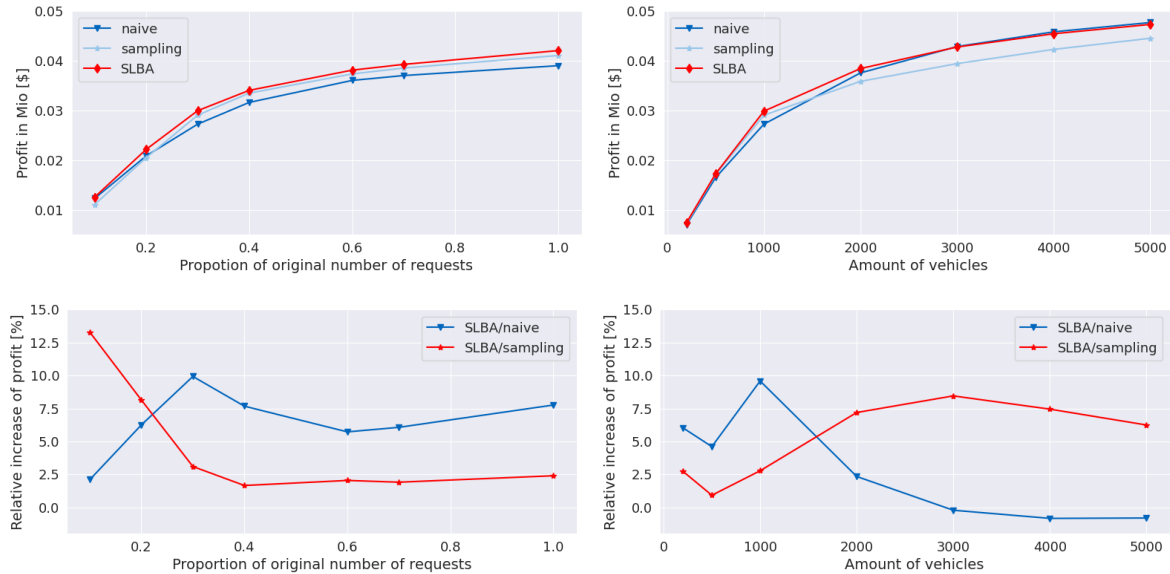 0.05
0.04
0.03
0.02
0.01
Profit in Mio [$]
naive
sampling
SLBA
0.2 0.4 0.6 0.8 1.0
Propotion of original number of requests
0.05
0.04
0.03
0.02
0.01
Profit in Mio [$]
naive
sampling
SLBA
0 1000 2000 3000 4000 5000
Amount of vehicles
15.0
12.5
10.0
7.5
5.0
2.5
0.0
Relative increase of profit [%]
SLBA/naive
SLBA/sampling
0.2 0.4 0.6 0.8 1.0
Proportion of original number of requests
15.0
12.5
10.0
7.5
5.0
2.5
0.0
Relative increase of profit [%]
SLBA/naive
SLBA/sampling
0 1000 2000 3000 4000 5000
Amount of vehicles